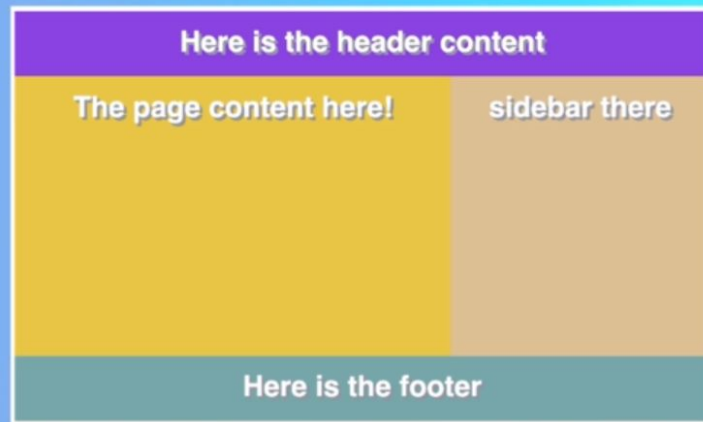 Here is the header content
The page content here!
sidebar there
Here is the footer